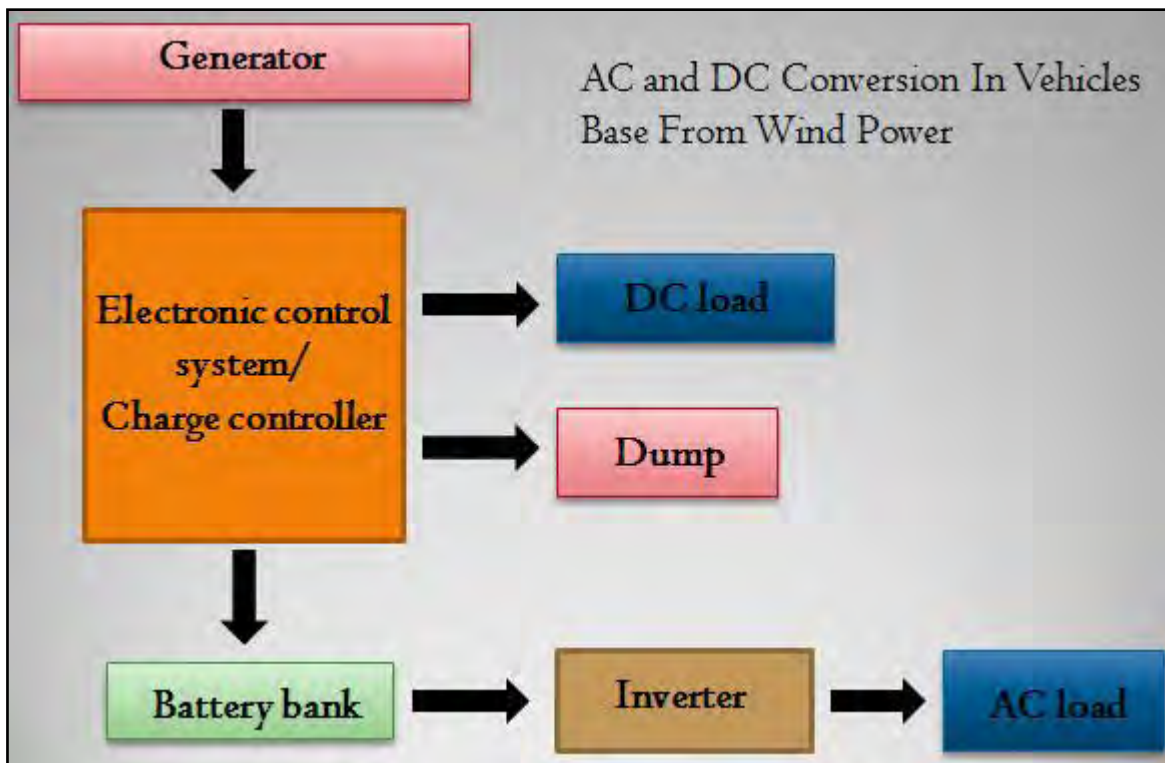 Generator
AC and DC Conversion In Vehicles
Base From Wind Power
Electronic control
system/
Charge controller
DC load
Dump
Battery bank
Inverter
AC load